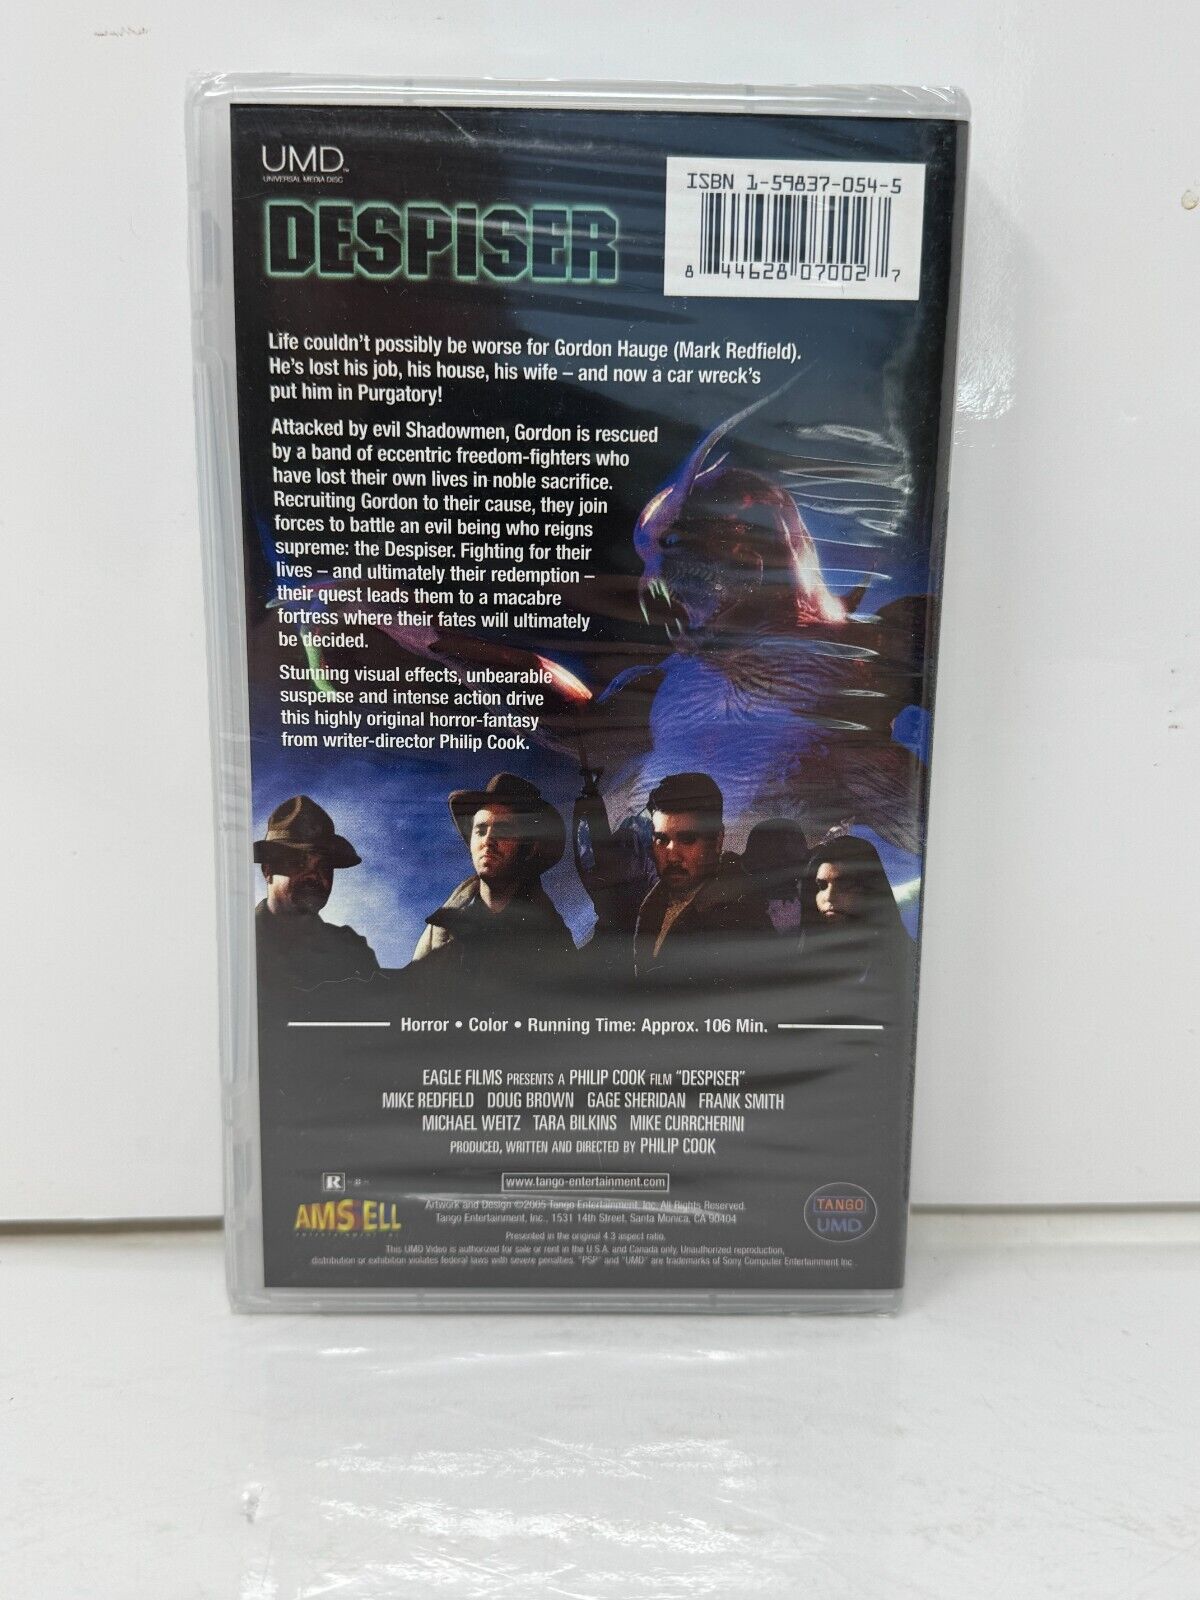 UMD™
UNIVERSAL MEDIA DISC
ISBN 1-59837-054-5
8 44628 07002 7
DESPISER
Life couldn't possibly be worse for Gordon Hauge (Mark Redfield).
He's lost his job, his house, his wife – and now a car wreck's
put him in Purgatory!
Attacked by evil Shadowmen, Gordon is rescued
by a band of eccentric freedom-fighters who
have lost their own lives in noble sacrifice.
Recruiting Gordon to their cause, they join
forces to battle an evil being who reigns
supreme: the Despiser. Fighting for their
lives – and ultimately their redemption –
their quest leads them to a macabre
fortress where their fates will ultimately
be decided.
Stunning visual effects, unbearable
suspense and intense action drive
this highly original horror-fantasy
from writer-director Philip Cook.
Horror • Color • Running Time: Approx. 106 Min.
EAGLE FILMS PRESENTS A PHILIP COOK FILM "DESPISER"
MIKE REDFIELD DOUG BROWN GAGE SHERIDAN FRANK SMITH
MICHAEL WEITZ TARA BILKINS MIKE CURRCHERINI
PRODUCED, WRITTEN AND DIRECTED BY PHILIP COOK
R
www.tango-entertainment.com
AMSELL
Artwork and Design ©2005 Tango Entertainment, Inc. All Rights Reserved.
Tango Entertainment, Inc., 1531 14th Street, Santa Monica, CA 90404
TANGO
UMD
Presented in the original 4:3 aspect ratio.
This UMD Video is authorized for sale or rent in the U.S.A. and Canada only. Unauthorized reproduction,
distribution or exhibition violates federal laws with severe penalties. "PSP" and "UMD" are trademarks of Sony Computer Entertainment Inc.